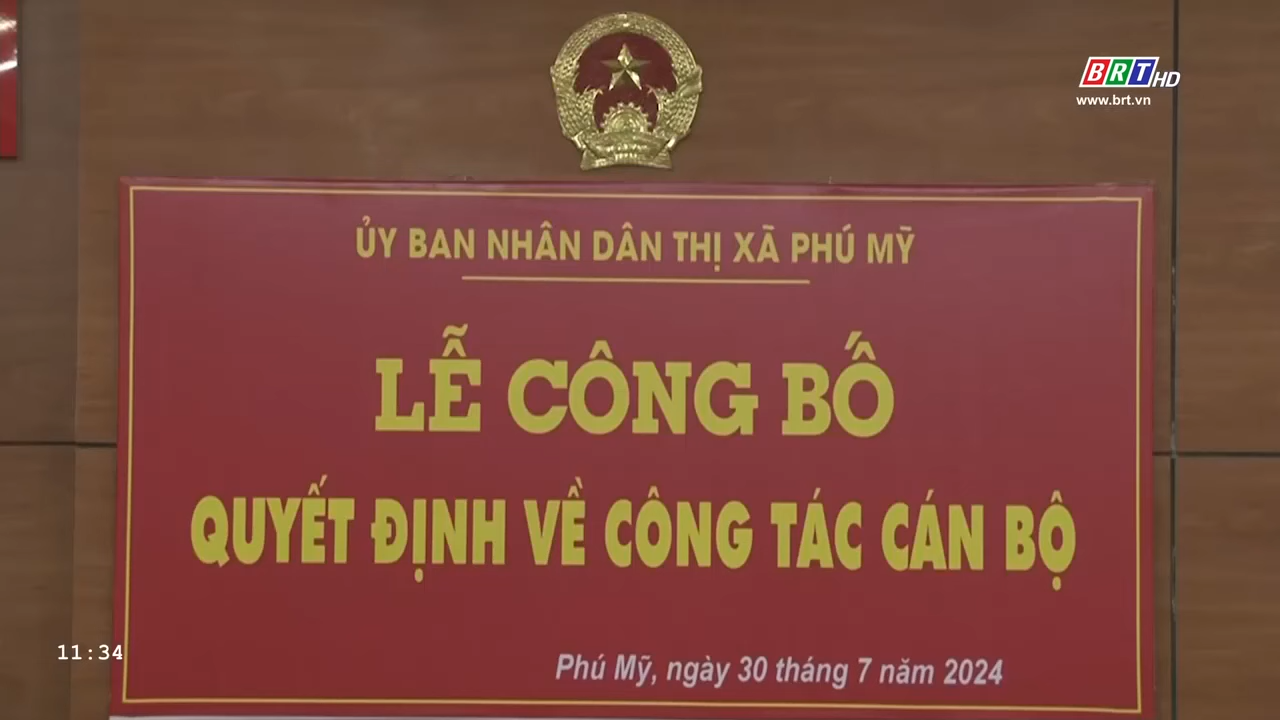 BRT HD
www.brt.vn
ỦY BAN NHÂN DÂN THỊ XÃ PHÚ MỸ
LỄ CÔNG BỐ
QUYẾT ĐỊNH VỀ CÔNG TÁC CÁN BỘ
Phú Mỹ, ngày 30 tháng 7 năm 2024
11:34